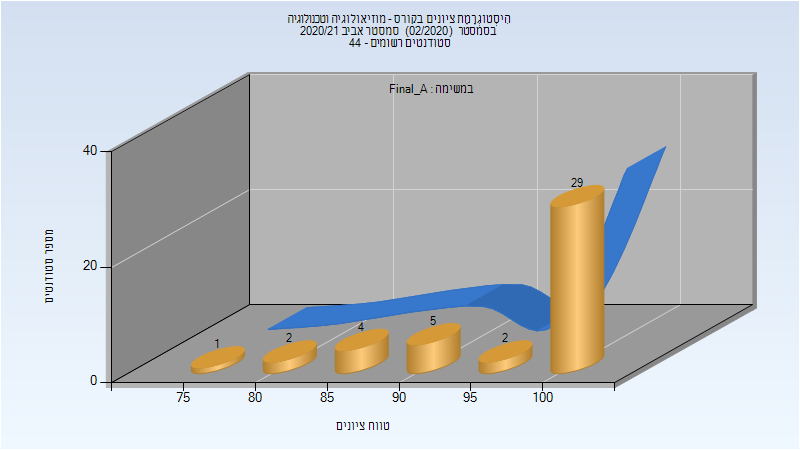 היסטוגרמת ציונים בקורס - מוזיאולוגיה וטכנולוגיה
בסמסטר (02/2020) סמסטר אביב 2020/21
סטודנטים רשומים - 44
במשימה : Final_A
מספר סטודנטים
40
20
0
1
2
4
5
2
29
75
80
85
90
95
100
טווח ציונים